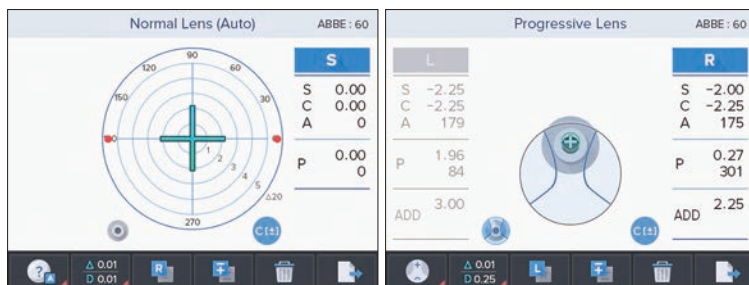 Normal Lens (Auto)
ABBE : 60
90
120
60
150
30
1
2
3
4
5
△20
270
S
S 0.00
C 0.00
A 0
P 0.00
0
C[±]
?
A
△ 0.01
D 0.01
R
Progressive Lens
ABBE : 60
L
S -2.25
C -2.25
A 179
P 1.96
84
ADD 3.00
R
S -2.00
C -2.25
A 175
P 0.27
301
ADD 2.25
C[±]
△ 0.01
D 0.25
L